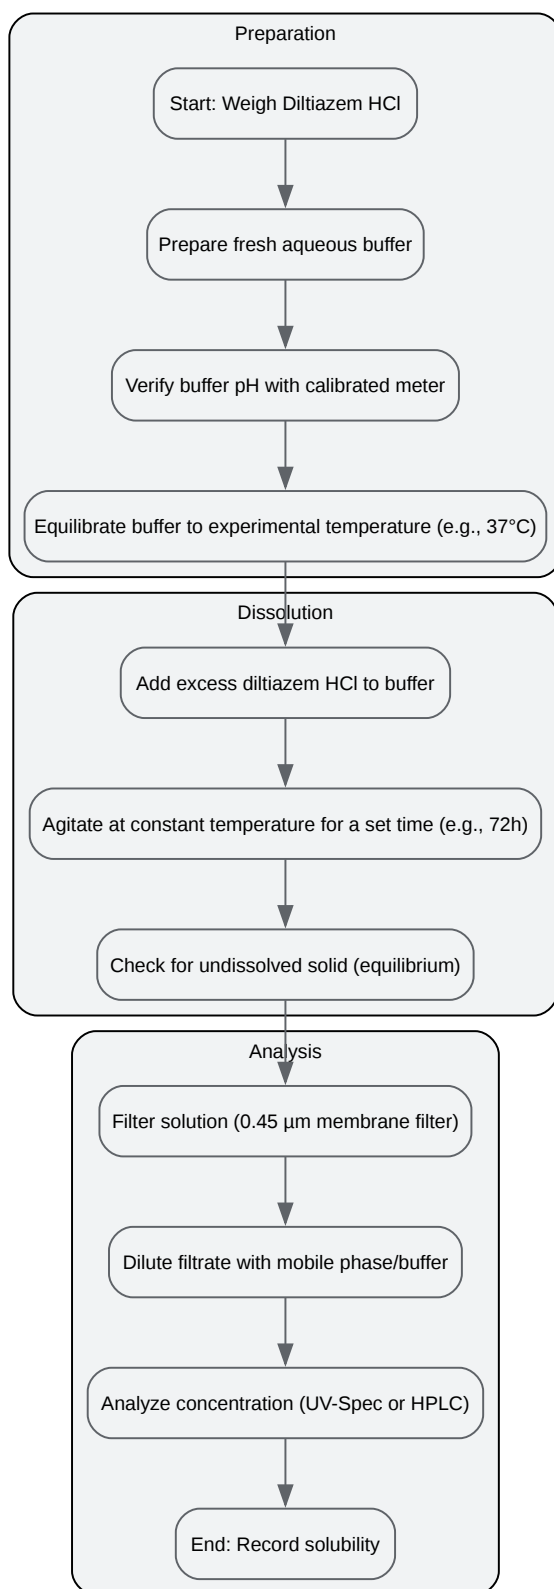 Preparation
Start: Weigh Diltiazem HCl
Prepare fresh aqueous buffer
Verify buffer pH with calibrated meter
Equilibrate buffer to experimental temperature (e.g., 37°C)
Dissolution
Add excess diltiazem HCl to buffer
Agitate at constant temperature for a set time (e.g., 72h)
Check for undissolved solid (equilibrium)
Analysis
Filter solution (0.45 µm membrane filter)
Dilute filtrate with mobile phase/buffer
Analyze concentration (UV-Spec or HPLC)
End: Record solubility